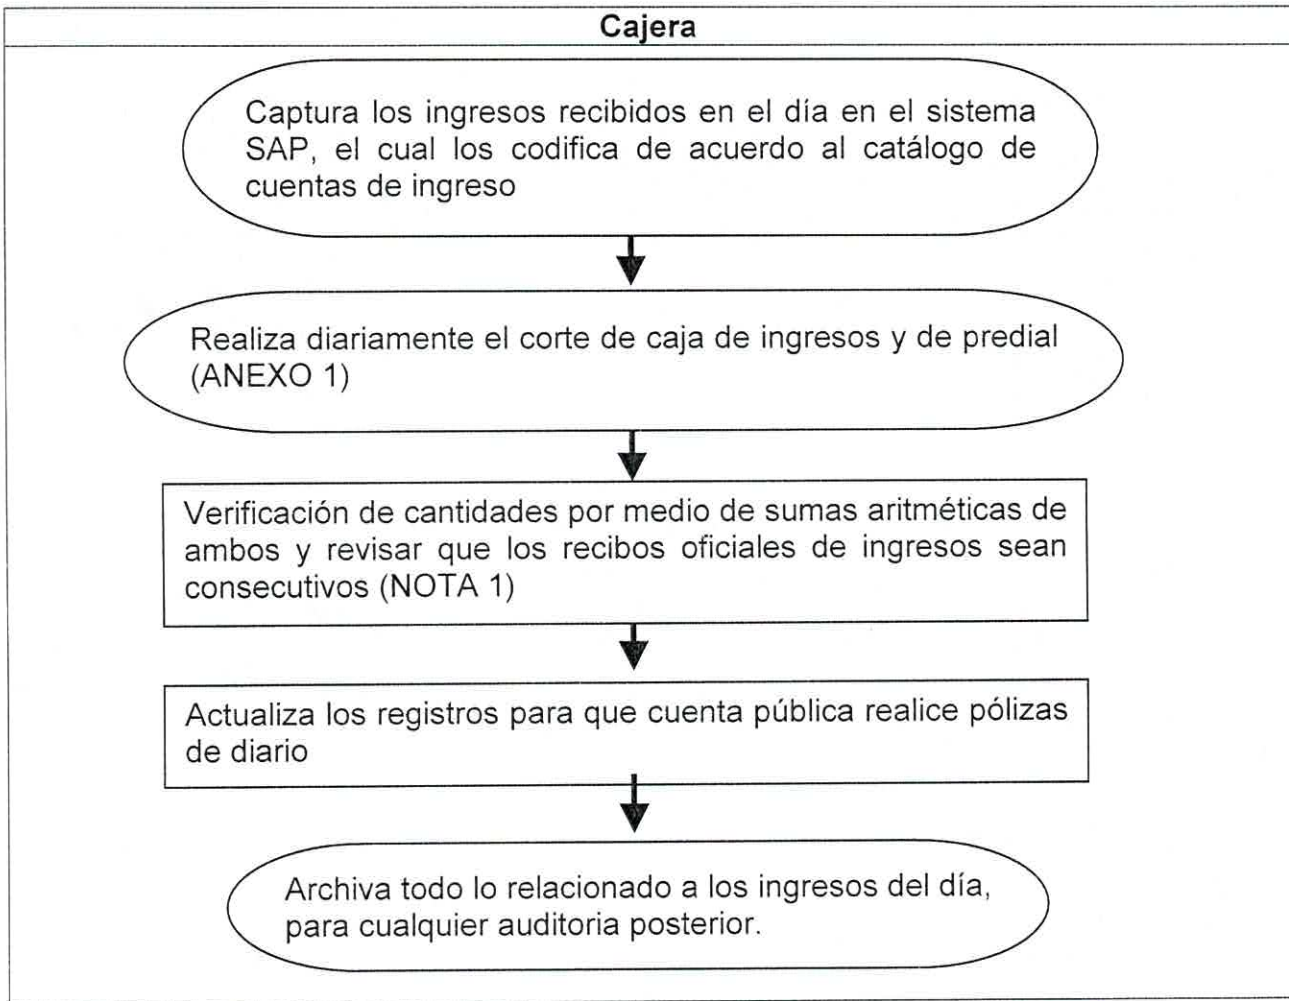 Cajera
Captura los ingresos recibidos en el día en el sistema
SAP, el cual los codifica de acuerdo al catálogo de
cuentas de ingreso
Realiza diariamente el corte de caja de ingresos y de predial
(ANEXO 1)
Verificación de cantidades por medio de sumas aritméticas de
ambos y revisar que los recibos oficiales de ingresos sean
consecutivos (NOTA 1)
Actualiza los registros para que cuenta pública realice pólizas
de diario
Archiva todo lo relacionado a los ingresos del día,
para cualquier auditoria posterior.